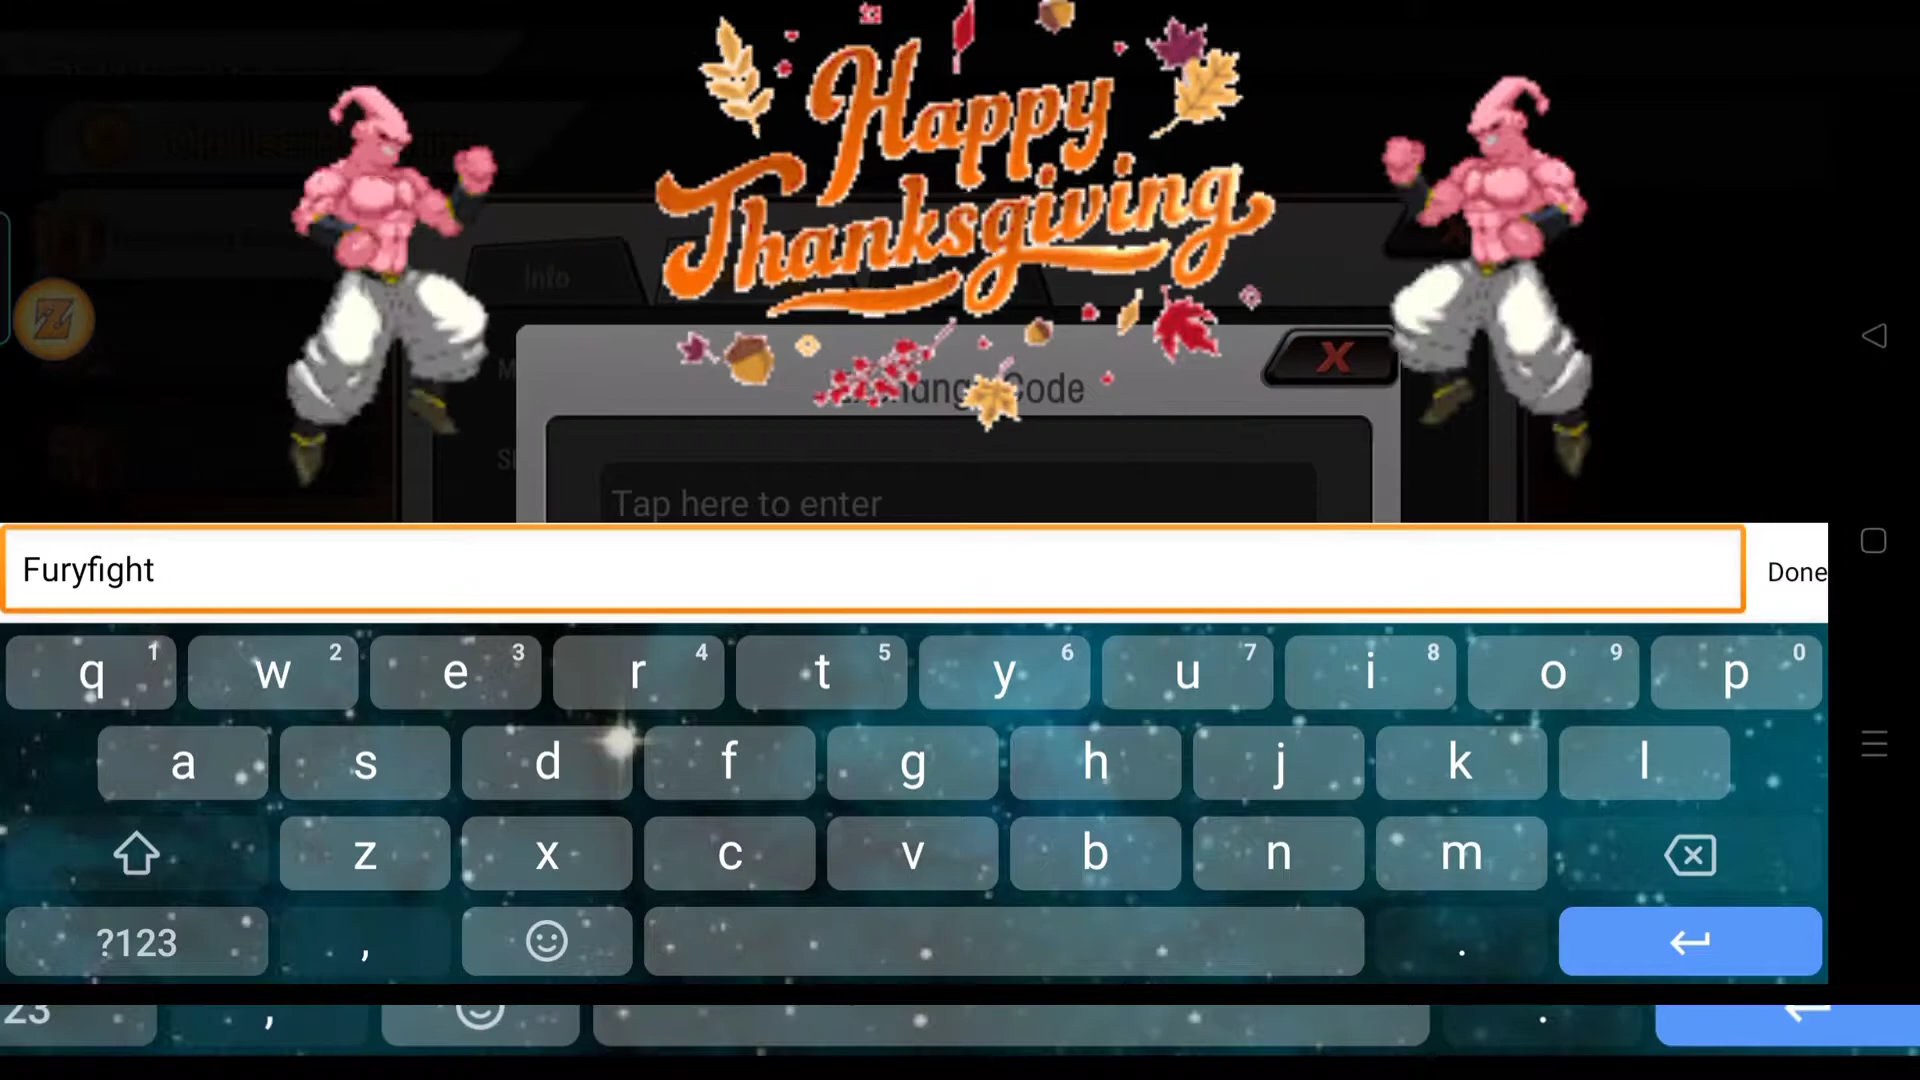 Happy
Thanksgiving
Info
X
Code
Tap here to enter
Furyfight
Done
q 1 w 2 e 3 r 4 t 5 y 6 u 7 i 8 o 9 p 0
a s d f g h j k l
z x c v b n m
?123 , .
23 , .